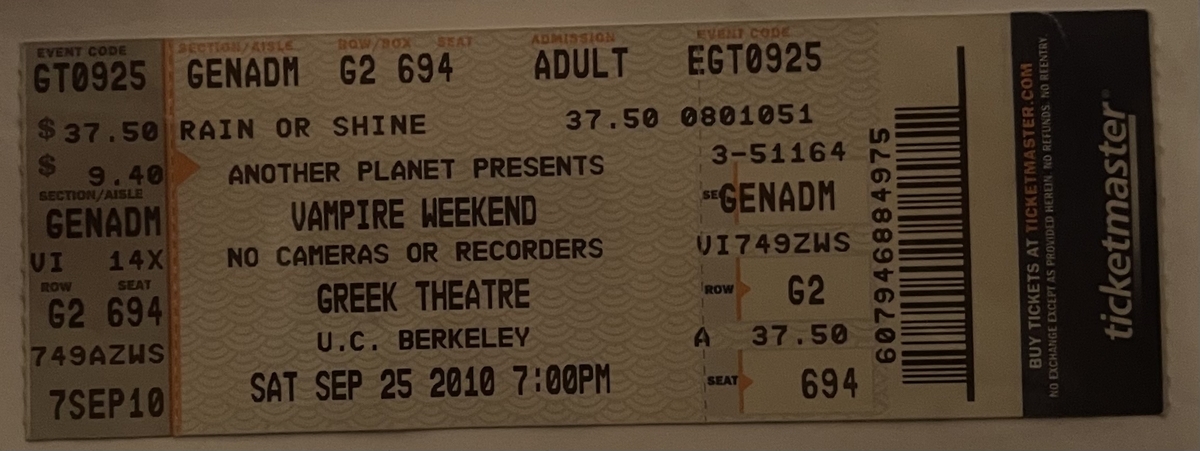 EVENT CODE
GT0925
$ 37.50
$ 9.40
SECTION/AISLE
GENADM
VI 14X
ROW SEAT
G2 694
749AZWS
7SEP10
SECTION/AISLE ROW/BOX SEAT ADMISSION EVENT CODE
GENADM G2 694 ADULT EGT0925
RAIN OR SHINE 37.50 0801051
ANOTHER PLANET PRESENTS
VAMPIRE WEEKEND
NO CAMERAS OR RECORDERS
GREEK THEATRE
U.C. BERKELEY
SAT SEP 25 2010 7:00PM
3-51164
SE GENADM
VI749ZWS
ROW G2
A 37.50
SEAT 694
607946884975
BUY TICKETS AT TICKETMASTER.COM
NO EXCHANGE EXCEPT AS PROVIDED HEREIN. NO REFUNDS. NO REENTRY
ticketmaster®